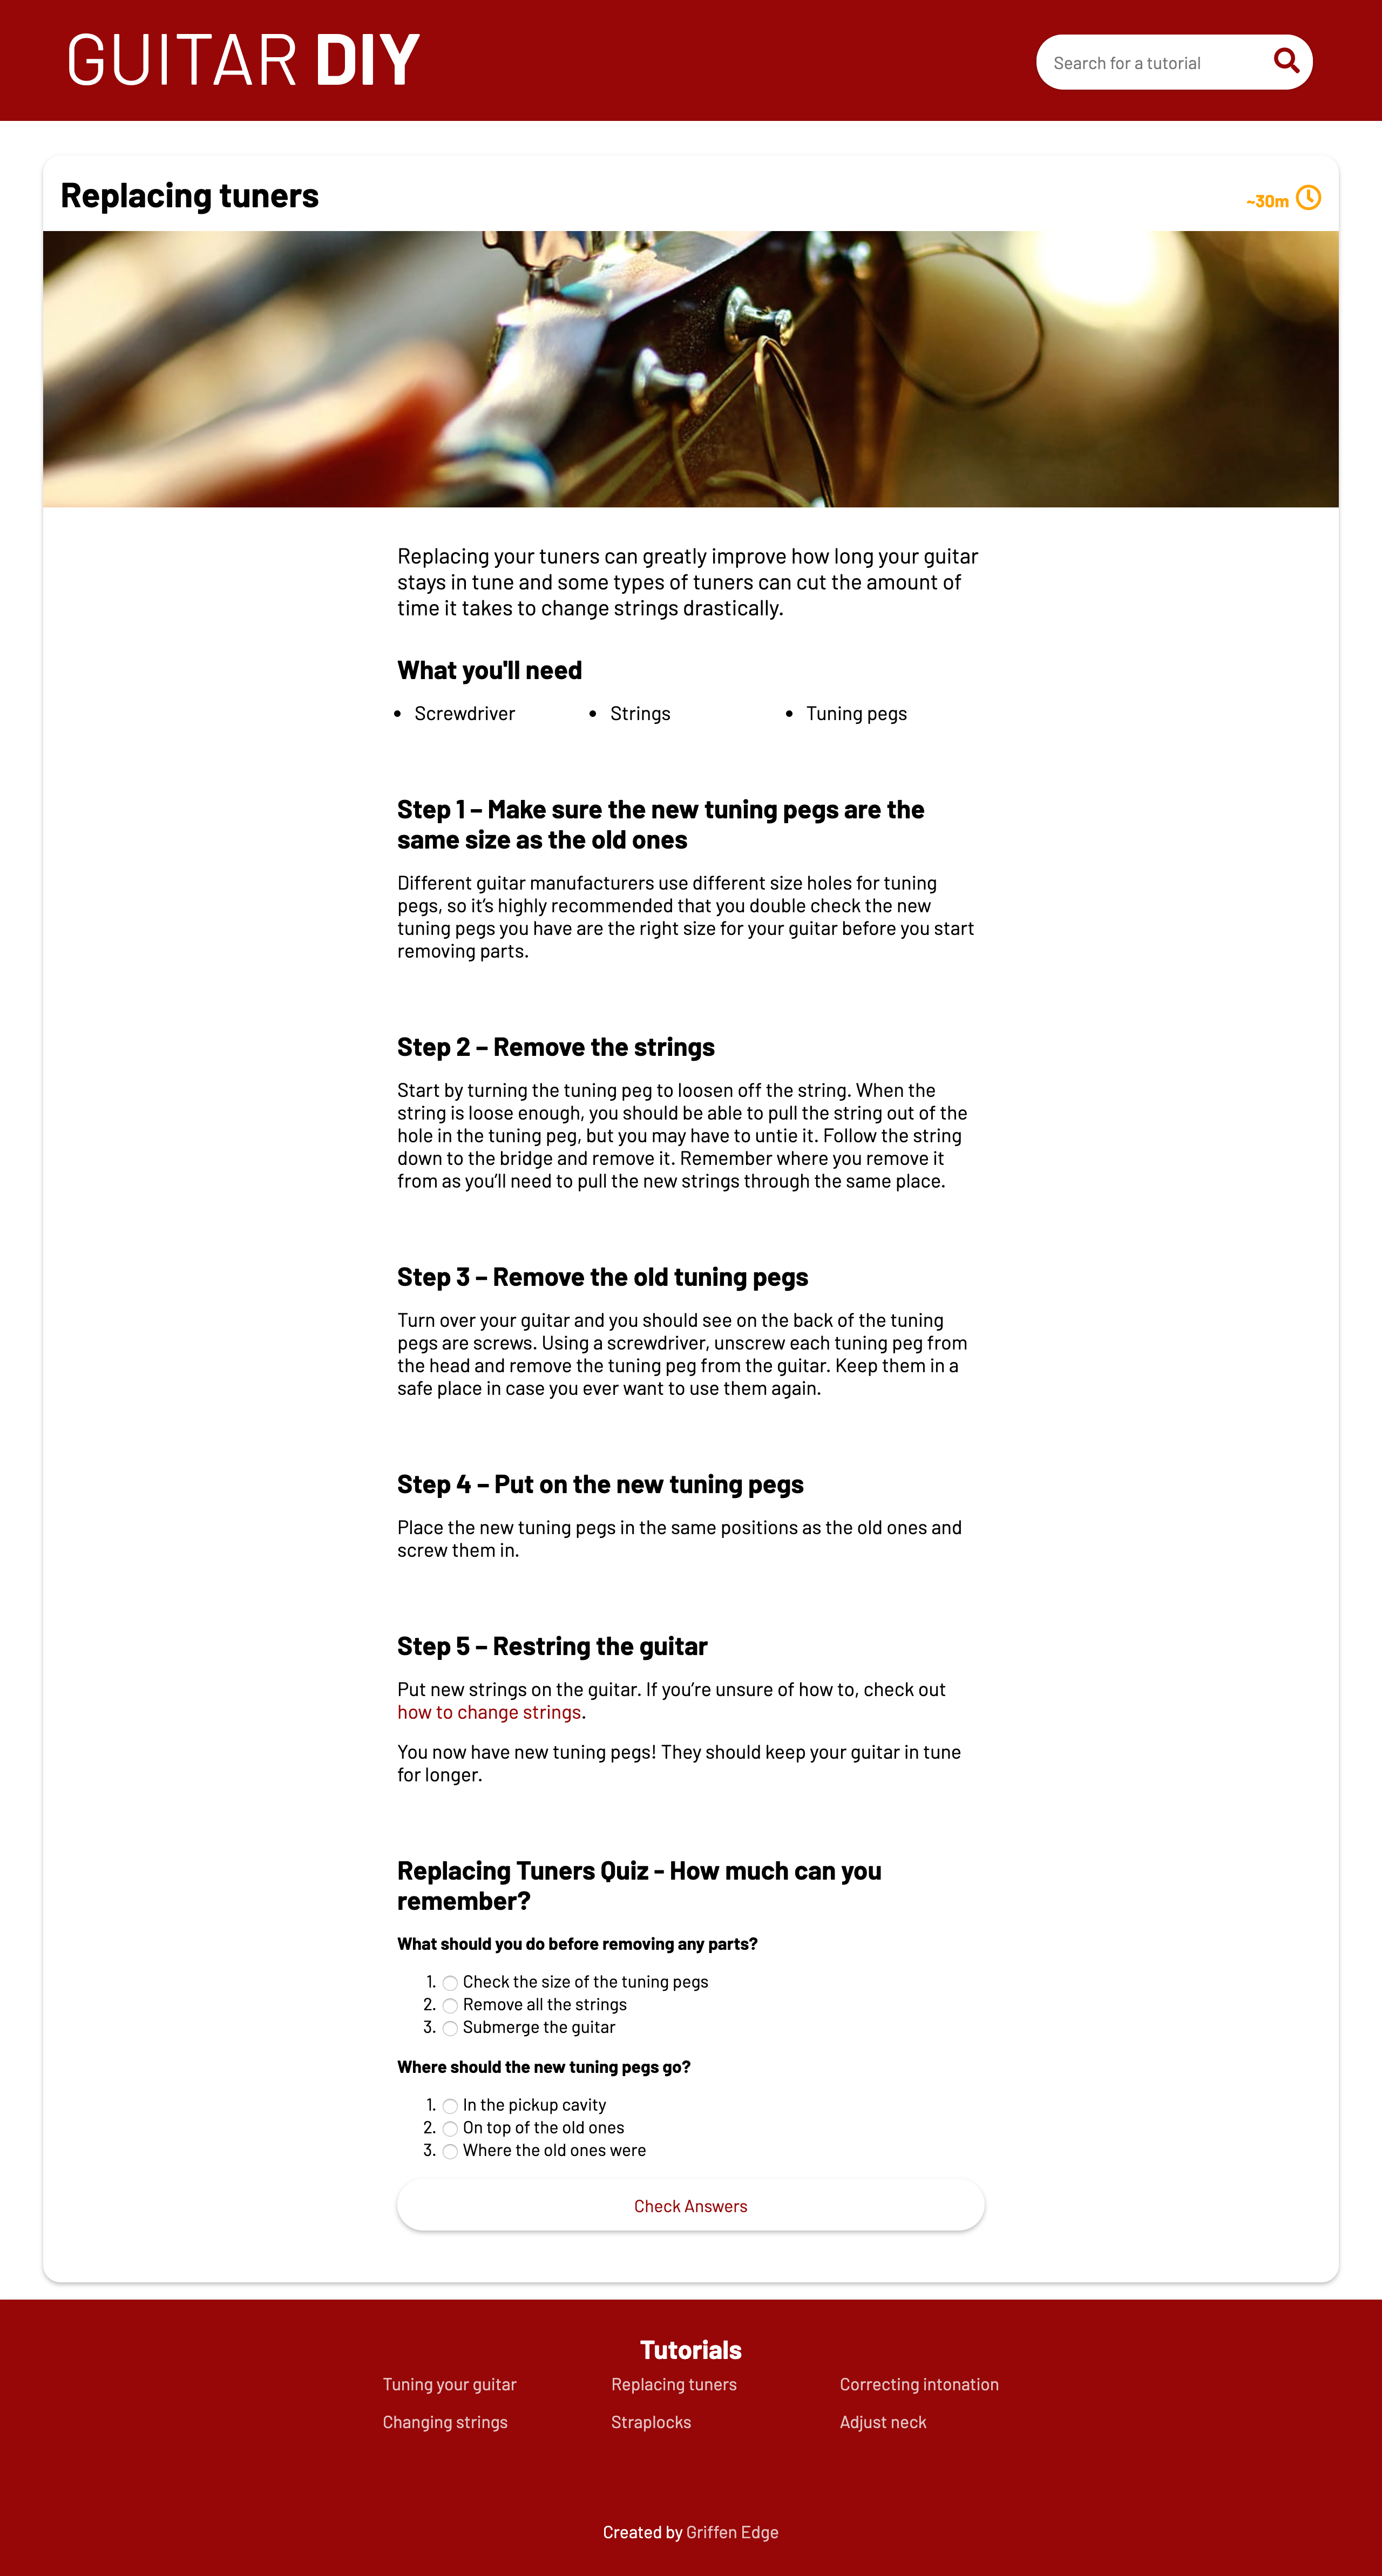 GUITAR DIY
Search for a tutorial
Replacing tuners
~30m
Replacing your tuners can greatly improve how long your guitar
stays in tune and some types of tuners can cut the amount of
time it takes to change strings drastically.
What you'll need
• Screwdriver • Strings • Tuning pegs
Step 1 – Make sure the new tuning pegs are the
same size as the old ones
Different guitar manufacturers use different size holes for tuning
pegs, so it’s highly recommended that you double check the new
tuning pegs you have are the right size for your guitar before you start
removing parts.
Step 2 – Remove the strings
Start by turning the tuning peg to loosen off the string. When the
string is loose enough, you should be able to pull the string out of the
hole in the tuning peg, but you may have to untie it. Follow the string
down to the bridge and remove it. Remember where you remove it
from as you’ll need to pull the new strings through the same place.
Step 3 – Remove the old tuning pegs
Turn over your guitar and you should see on the back of the tuning
pegs are screws. Using a screwdriver, unscrew each tuning peg from
the head and remove the tuning peg from the guitar. Keep them in a
safe place in case you ever want to use them again.
Step 4 – Put on the new tuning pegs
Place the new tuning pegs in the same positions as the old ones and
screw them in.
Step 5 – Restring the guitar
Put new strings on the guitar. If you’re unsure of how to, check out
how to change strings.
You now have new tuning pegs! They should keep your guitar in tune
for longer.
Replacing Tuners Quiz - How much can you
remember?
What should you do before removing any parts?
1. Check the size of the tuning pegs
2. Remove all the strings
3. Submerge the guitar
Where should the new tuning pegs go?
1. In the pickup cavity
2. On top of the old ones
3. Where the old ones were
Check Answers
Tutorials
Tuning your guitar Replacing tuners Correcting intonation
Changing strings Straplocks Adjust neck
Created by Griffen Edge